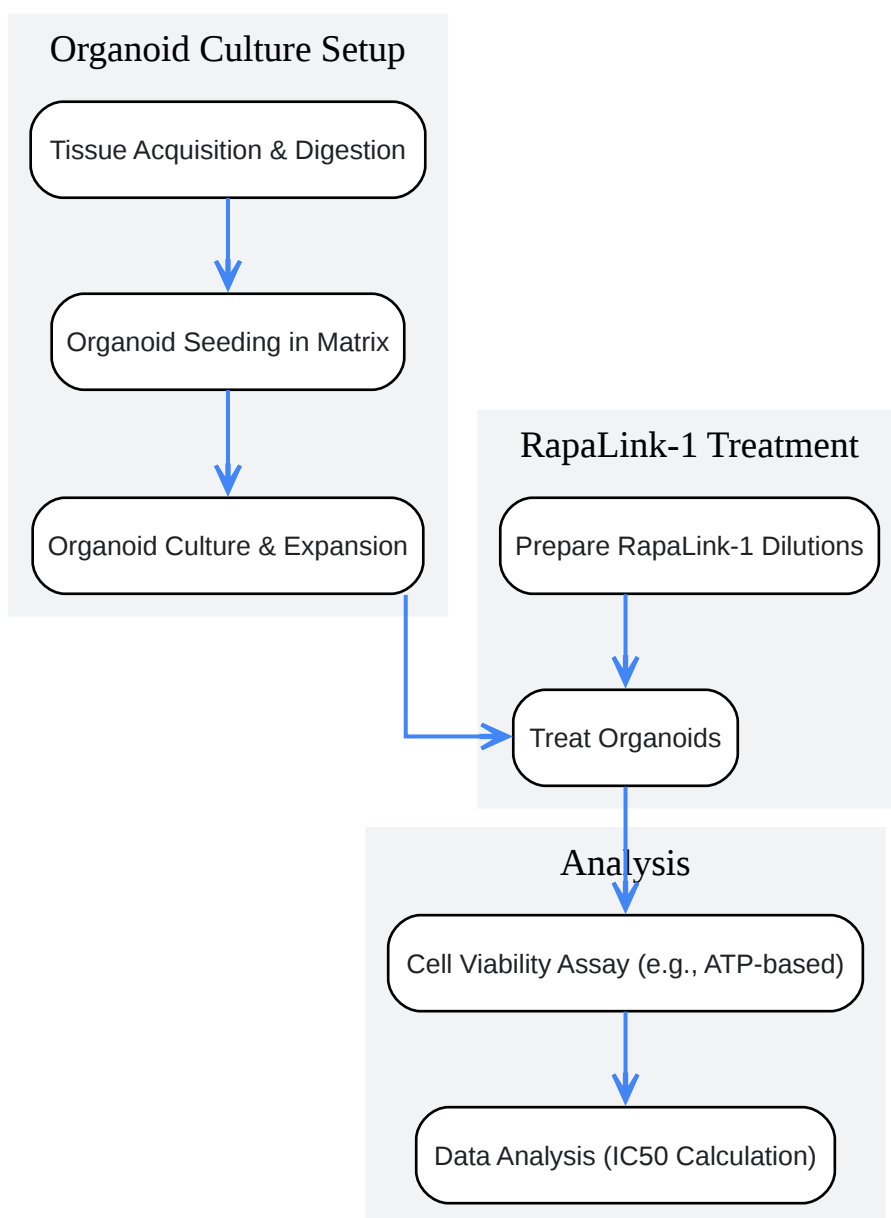 Organoid Culture Setup
Tissue Acquisition & Digestion
Organoid Seeding in Matrix
Organoid Culture & Expansion
RapaLink-1 Treatment
Prepare RapaLink-1 Dilutions
Treat Organoids
Analysis
Cell Viability Assay (e.g., ATP-based)
Data Analysis (IC50 Calculation)